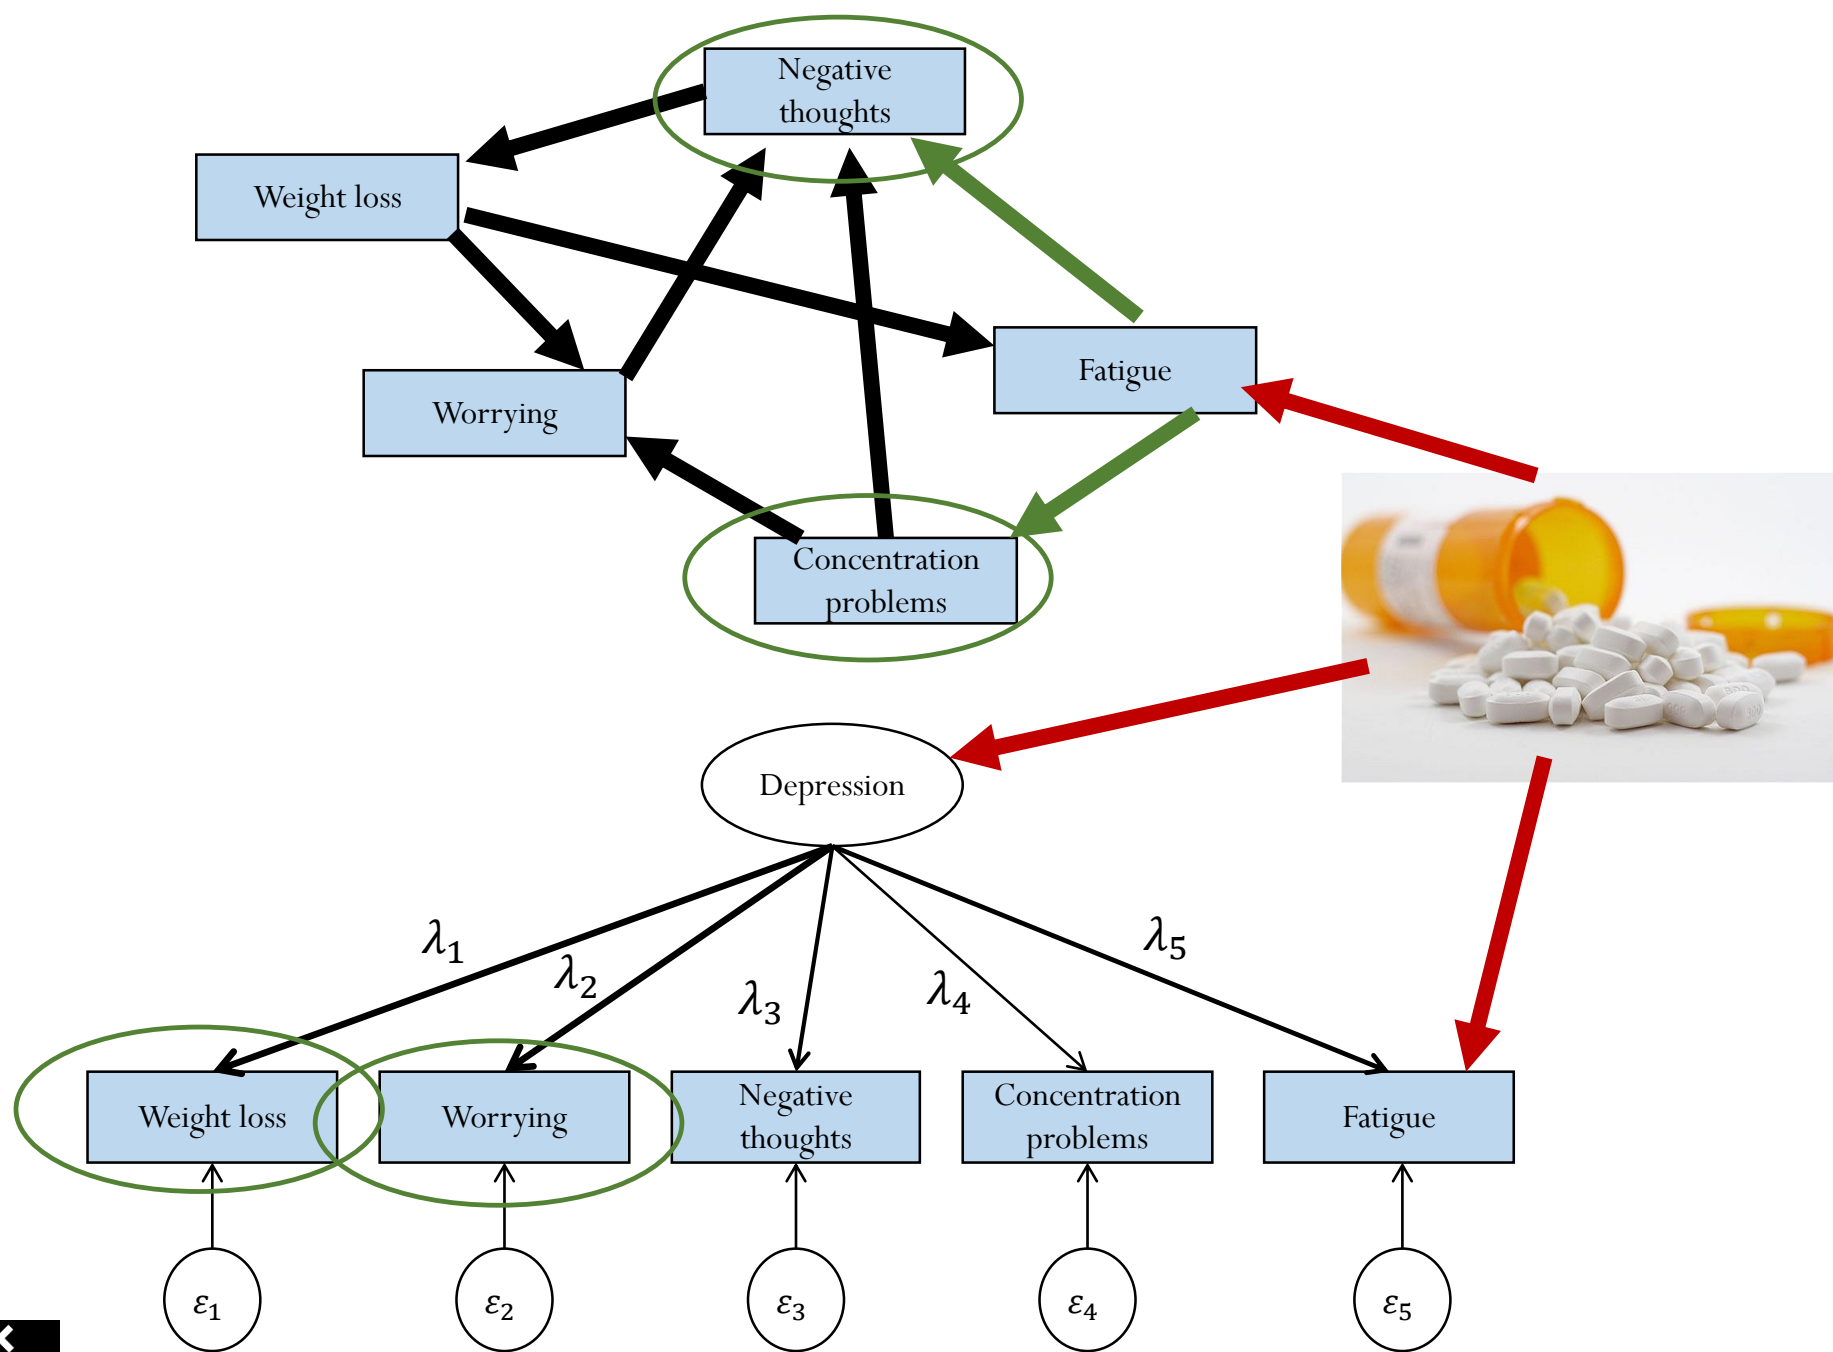 Negative
thoughts
Weight loss
Fatigue
Worrying
Concentration
problems
Depression
λ1
λ2
λ3
λ4
λ5
Weight loss
Worrying
Negative
thoughts
Concentration
problems
Fatigue
ε1
ε2
ε3
ε4
ε5